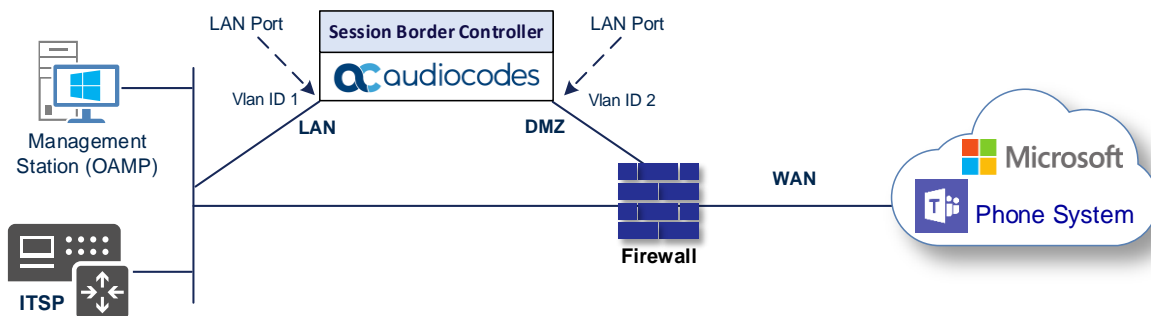 LAN Port
Session Border Controller
LAN Port
audiocodes
Vlan ID 1
Vlan ID 2
LAN
DMZ
Management
Station (OAMP)
Microsoft
WAN
T
Phone System
Firewall
ITSP